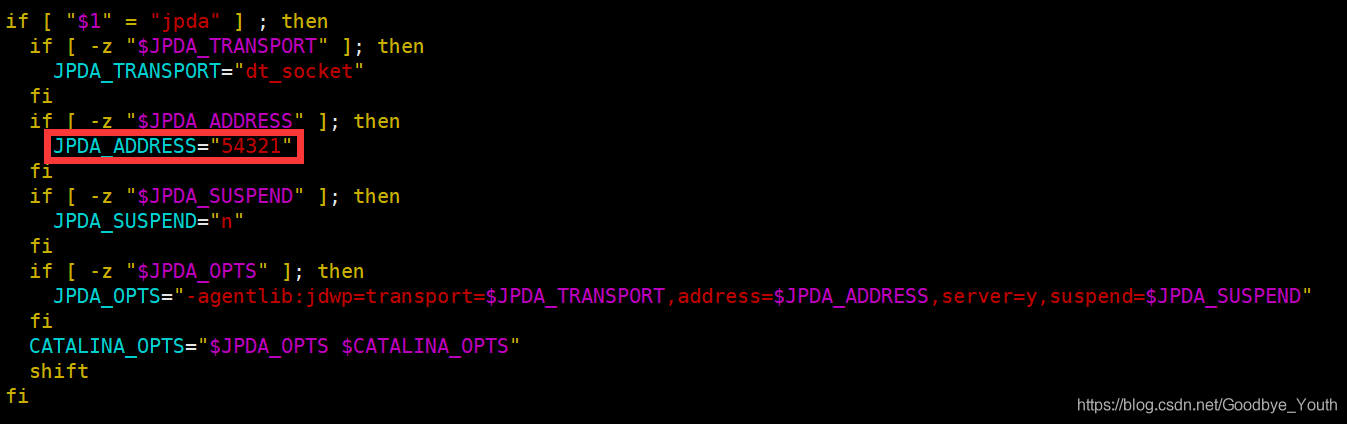 if [ "$1" = "jpda" ] ; then
  if [ -z "$JPDA_TRANSPORT" ]; then
    JPDA_TRANSPORT="dt_socket"
  fi
  if [ -z "$JPDA_ADDRESS" ]; then
    JPDA_ADDRESS="54321"
  fi
  if [ -z "$JPDA_SUSPEND" ]; then
    JPDA_SUSPEND="n"
  fi
  if [ -z "$JPDA_OPTS" ]; then
    JPDA_OPTS="-agentlib:jdwp=transport=$JPDA_TRANSPORT,address=$JPDA_ADDRESS,server=y,suspend=$JPDA_SUSPEND"
  fi
  CATALINA_OPTS="$JPDA_OPTS $CATALINA_OPTS"
  shift
fi
https://blog.csdn.net/Goodbye_Youth